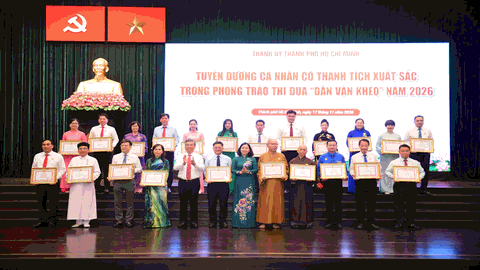 THÀNH ỦY THÀNH PHỐ HỒ CHÍ MINH
TUYÊN DƯƠNG CÁ NHÂN CÓ THÀNH TÍCH XUẤT SẮC
TRONG PHONG TRÀO THI ĐUA "DÂN VẬN KHÉO" NĂM 2026